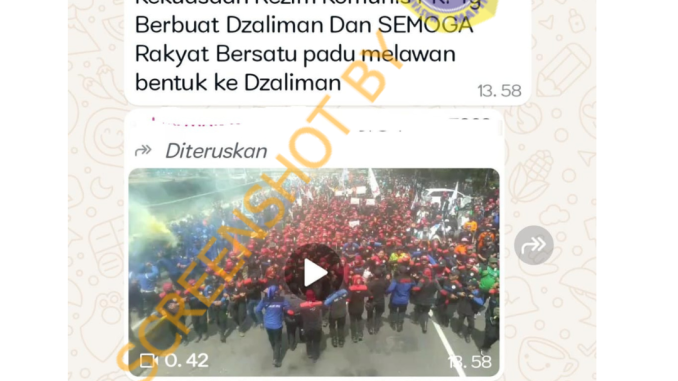 Berbuat Dzaliman Dan SEMOGA
Rakyat Bersatu padu melawan
bentuk ke Dzaliman
13.58
Diteruskan
SCREENSHOT BY
0.42
13.58